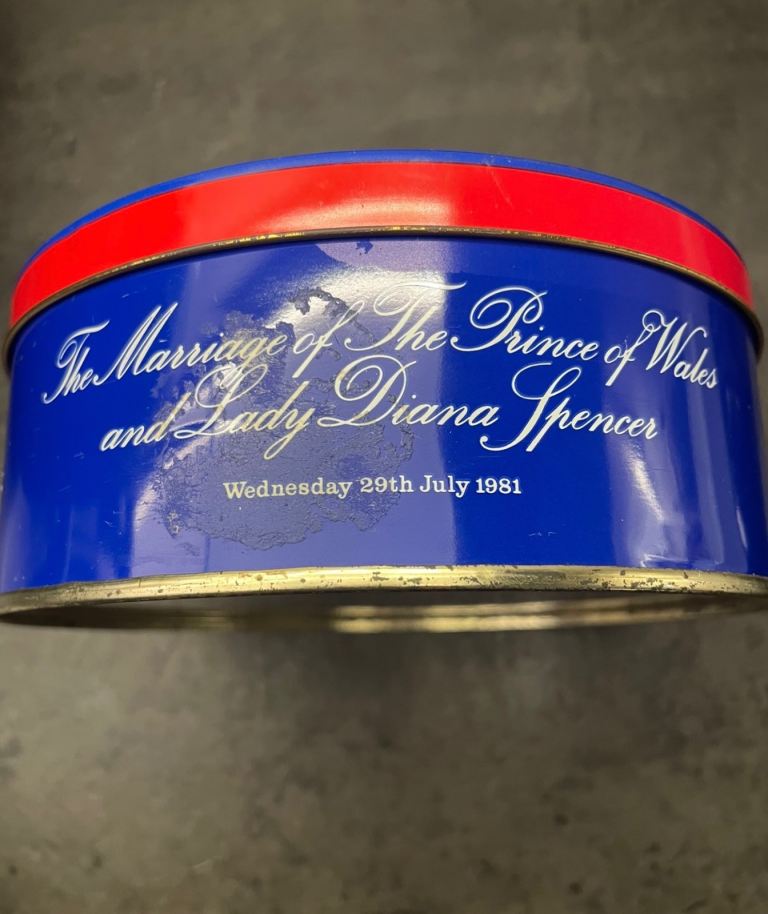 The Marriage of The Prince of Wales
and Lady Diana Spencer
Wednesday 29th July 1981